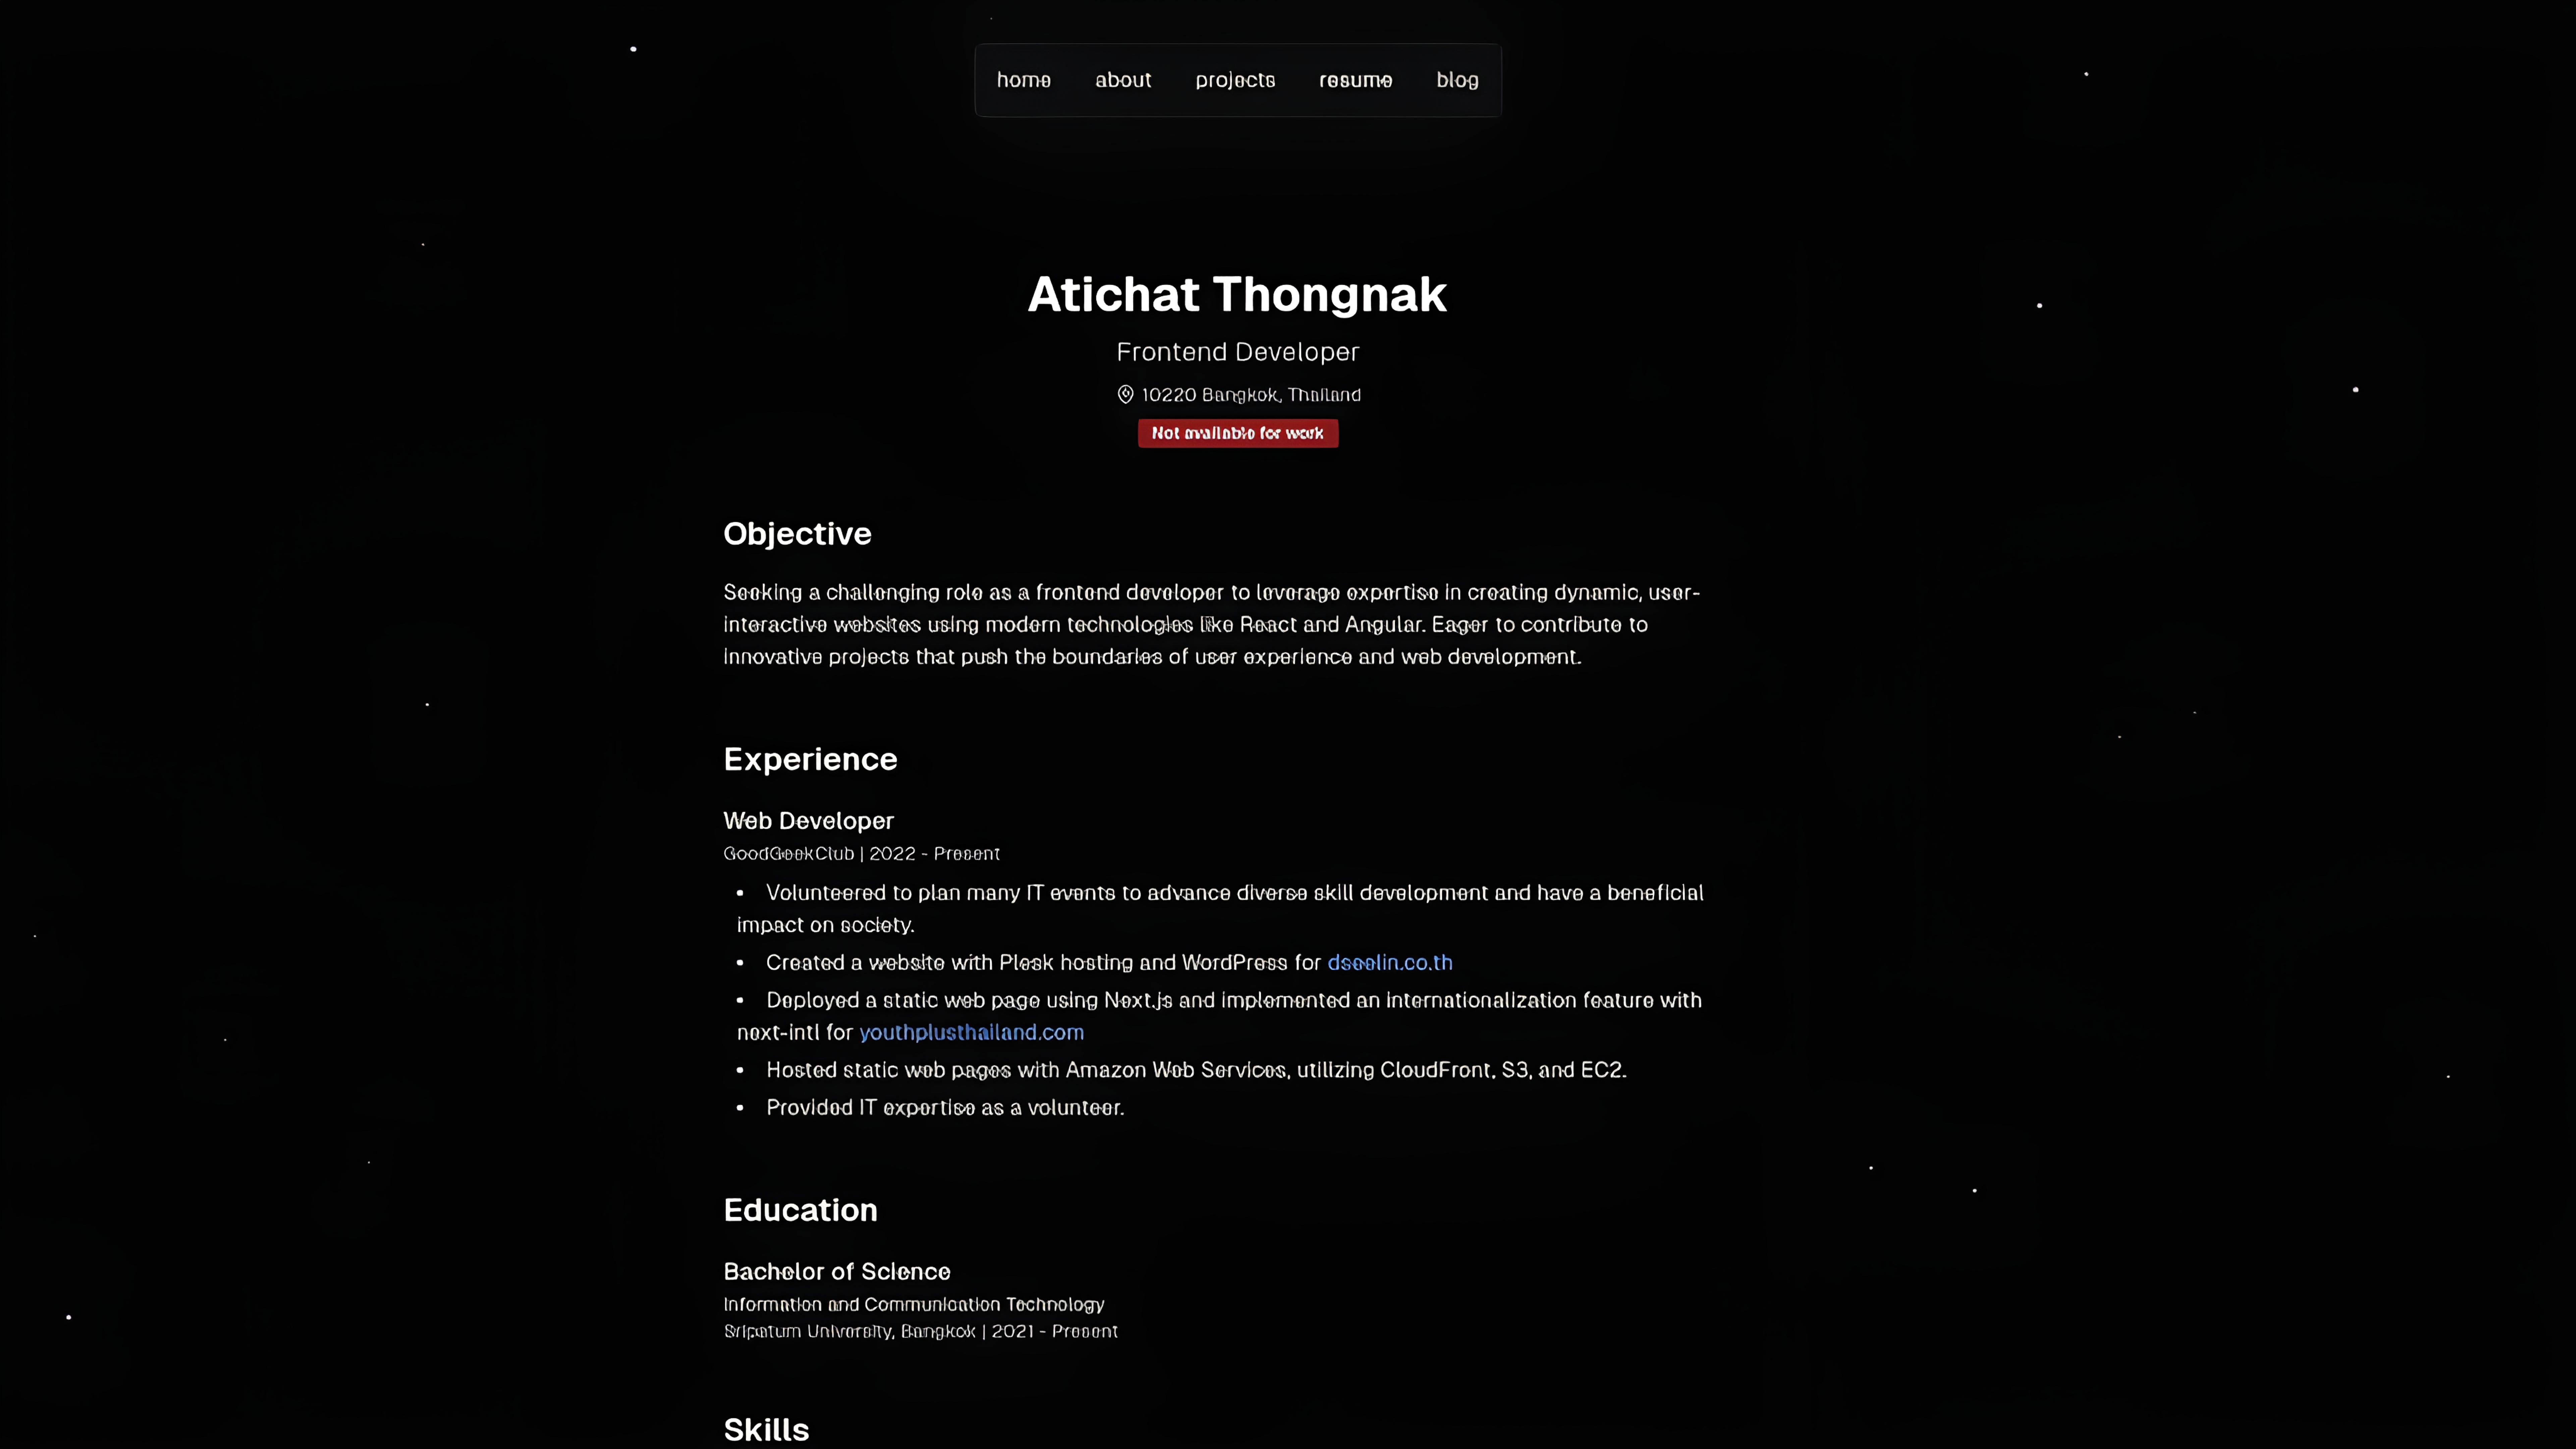 home about projects resume blog
Atichat Thongnak
Frontend Developer
10220 Bangkok, Thailand
Not available for work
Objective
Seeking a challenging role as a frontend developer to leverage expertise in creating dynamic, user-
interactive websites using modern technologies like React and Angular. Eager to contribute to
innovative projects that push the boundaries of user experience and web development.
Experience
Web Developer
GoodGeekClub | 2022 - Present
• Volunteered to plan many IT events to advance diverse skill development and have a beneficial
impact on society.
• Created a website with Plesk hosting and WordPress for
• Deployed a static web page using Next.js and implemented an internationalization feature with
next-intl for youthplusthailand.com
• Hosted static web pages with Amazon Web Services, utilizing CloudFront, S3, and EC2.
• Provided IT expertise as a volunteer.
Education
Bachelor of Science
Information and Communication Technology
Sripatum University, Bangkok | 2021 - Present
Skills